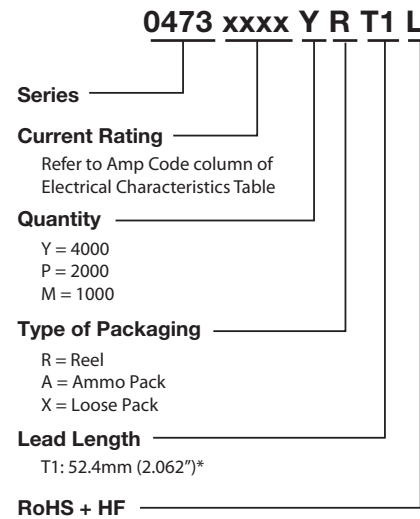 0473 xxxx Y R T1 L
Series
Current Rating
Refer to Amp Code column of
Electrical Characteristics Table
Quantity
Y = 4000
P = 2000
M = 1000
Type of Packaging
R = Reel
A = Ammo Pack
X = Loose Pack
Lead Length
T1: 52.4mm (2.062″)*
RoHS + HF